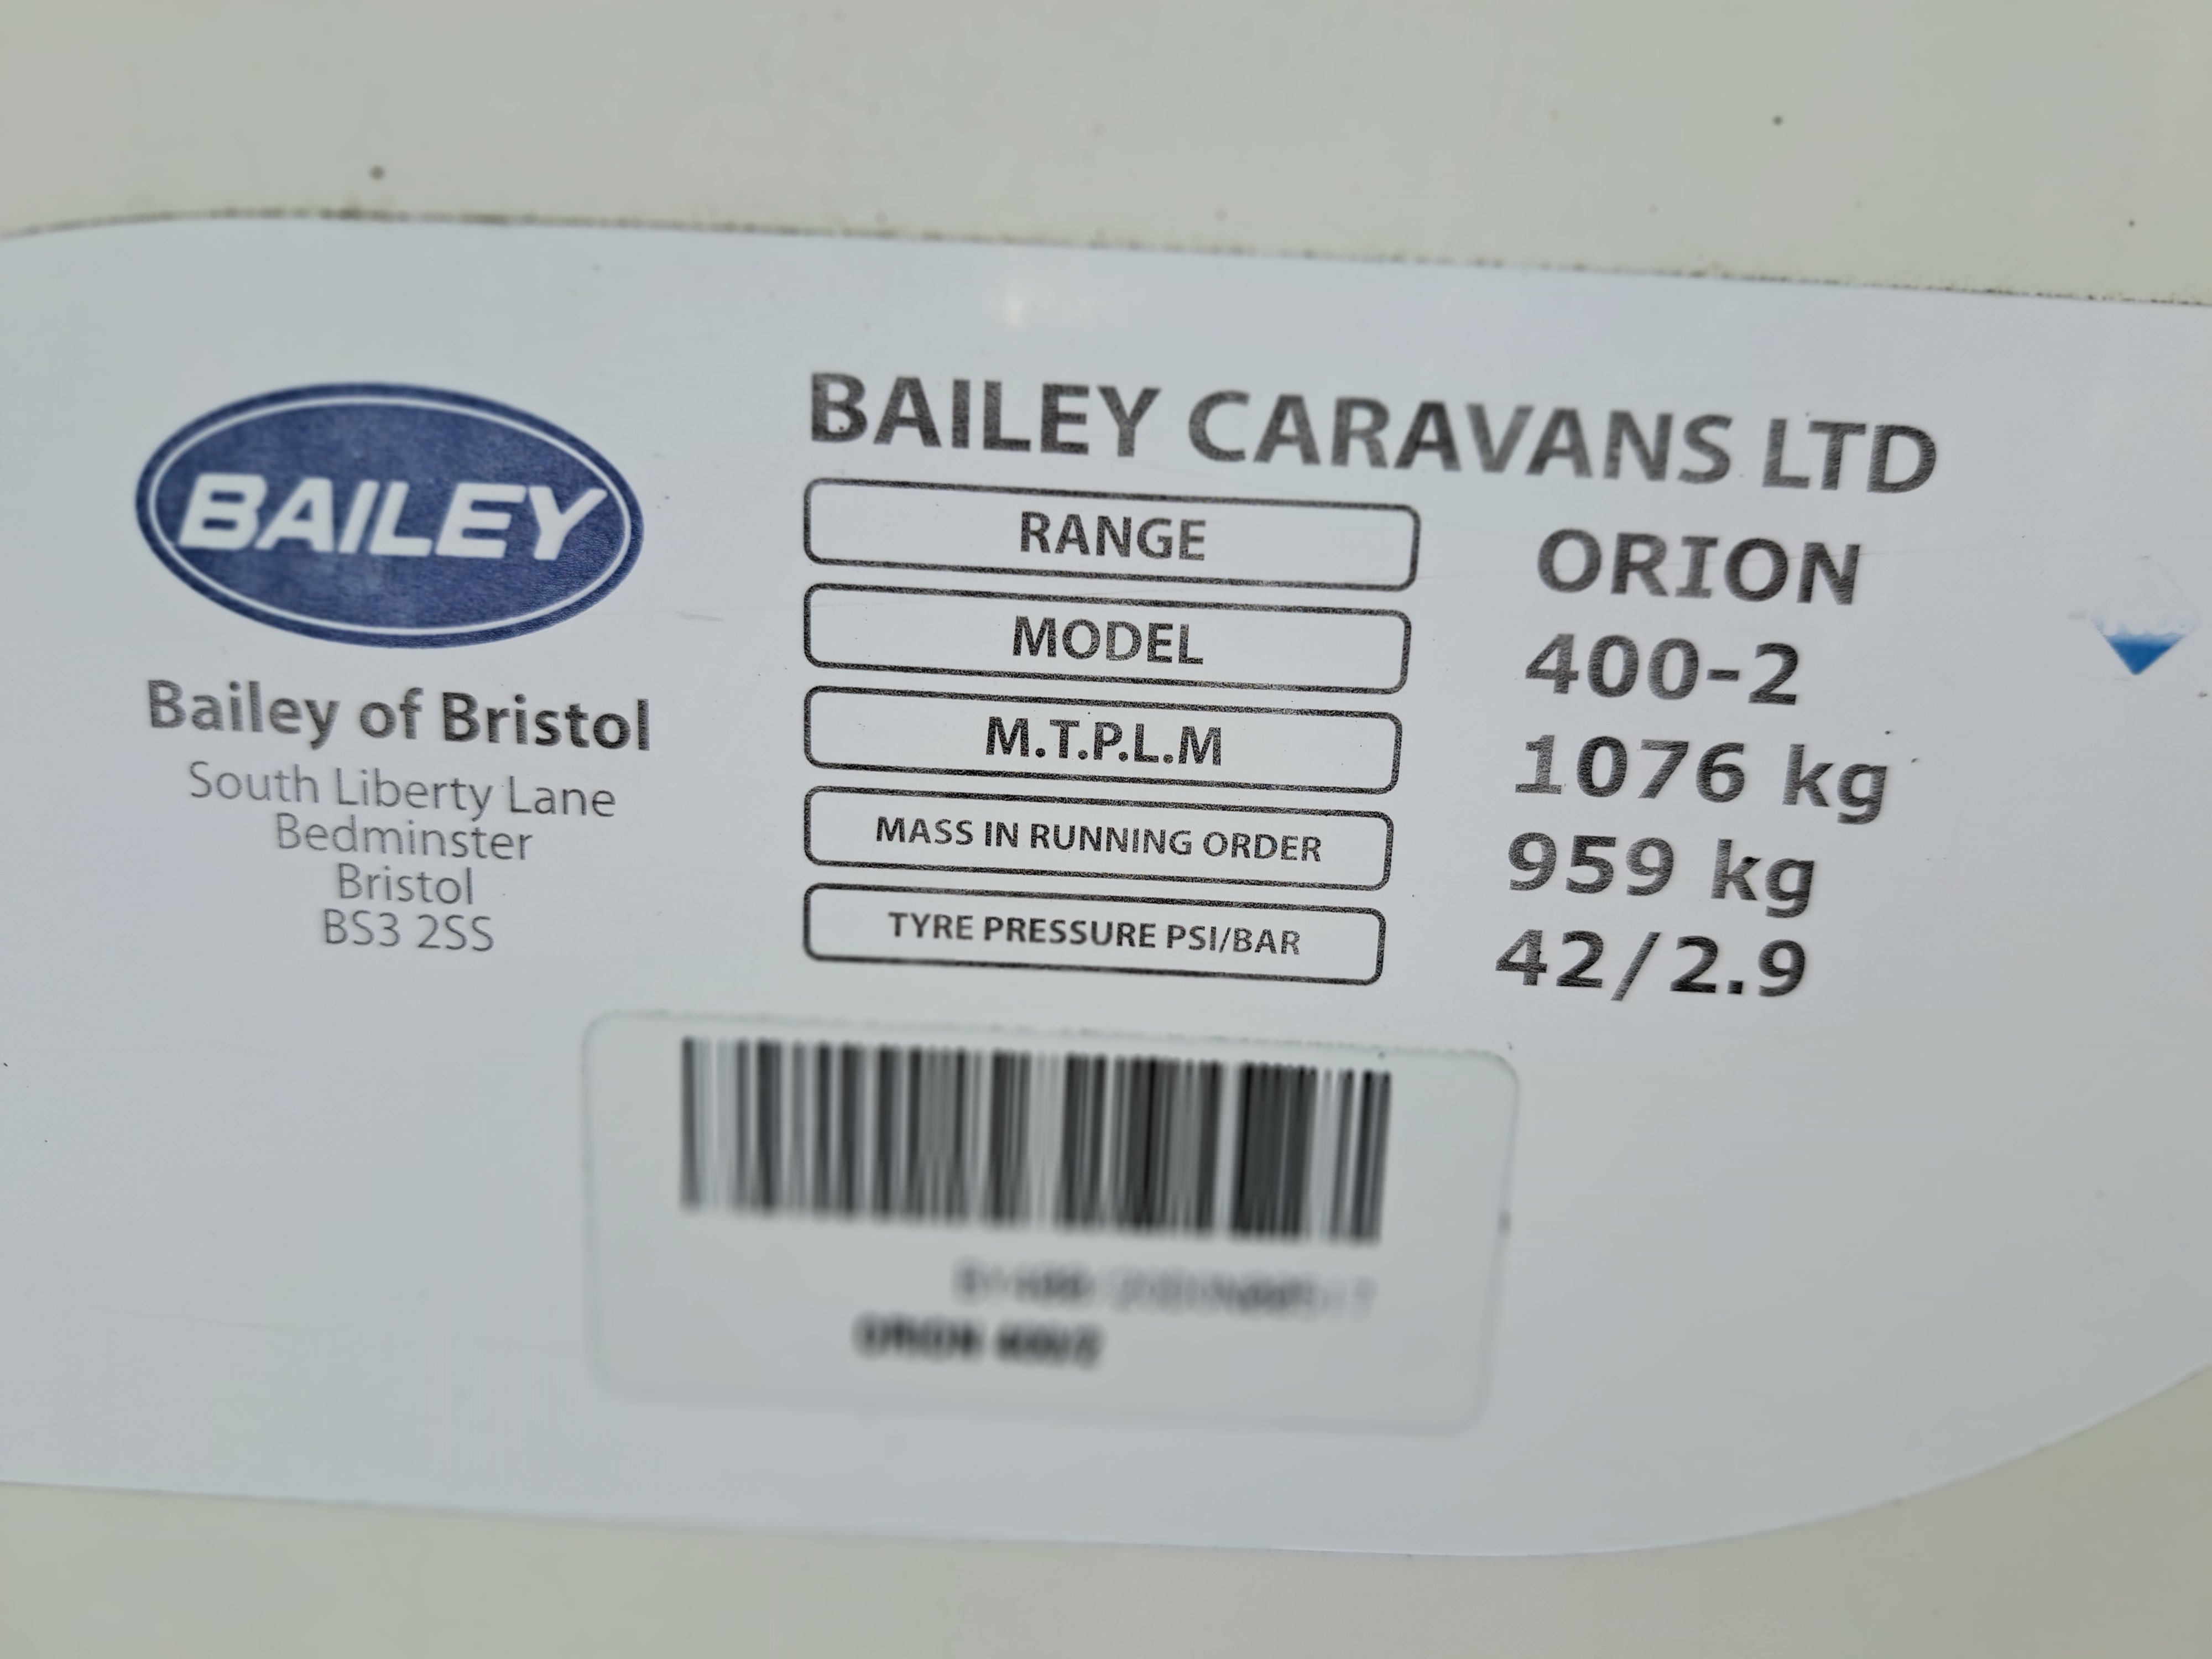 BAILEY
Bailey of Bristol
South Liberty Lane
Bedminster
Bristol
BS3 2SS
BAILEY CARAVANS LTD
RANGE ORION
MODEL 400-2
M.T.P.L.M 1076 kg
MASS IN RUNNING ORDER 959 kg
TYRE PRESSURE PSI/BAR 42/2.9
ORION